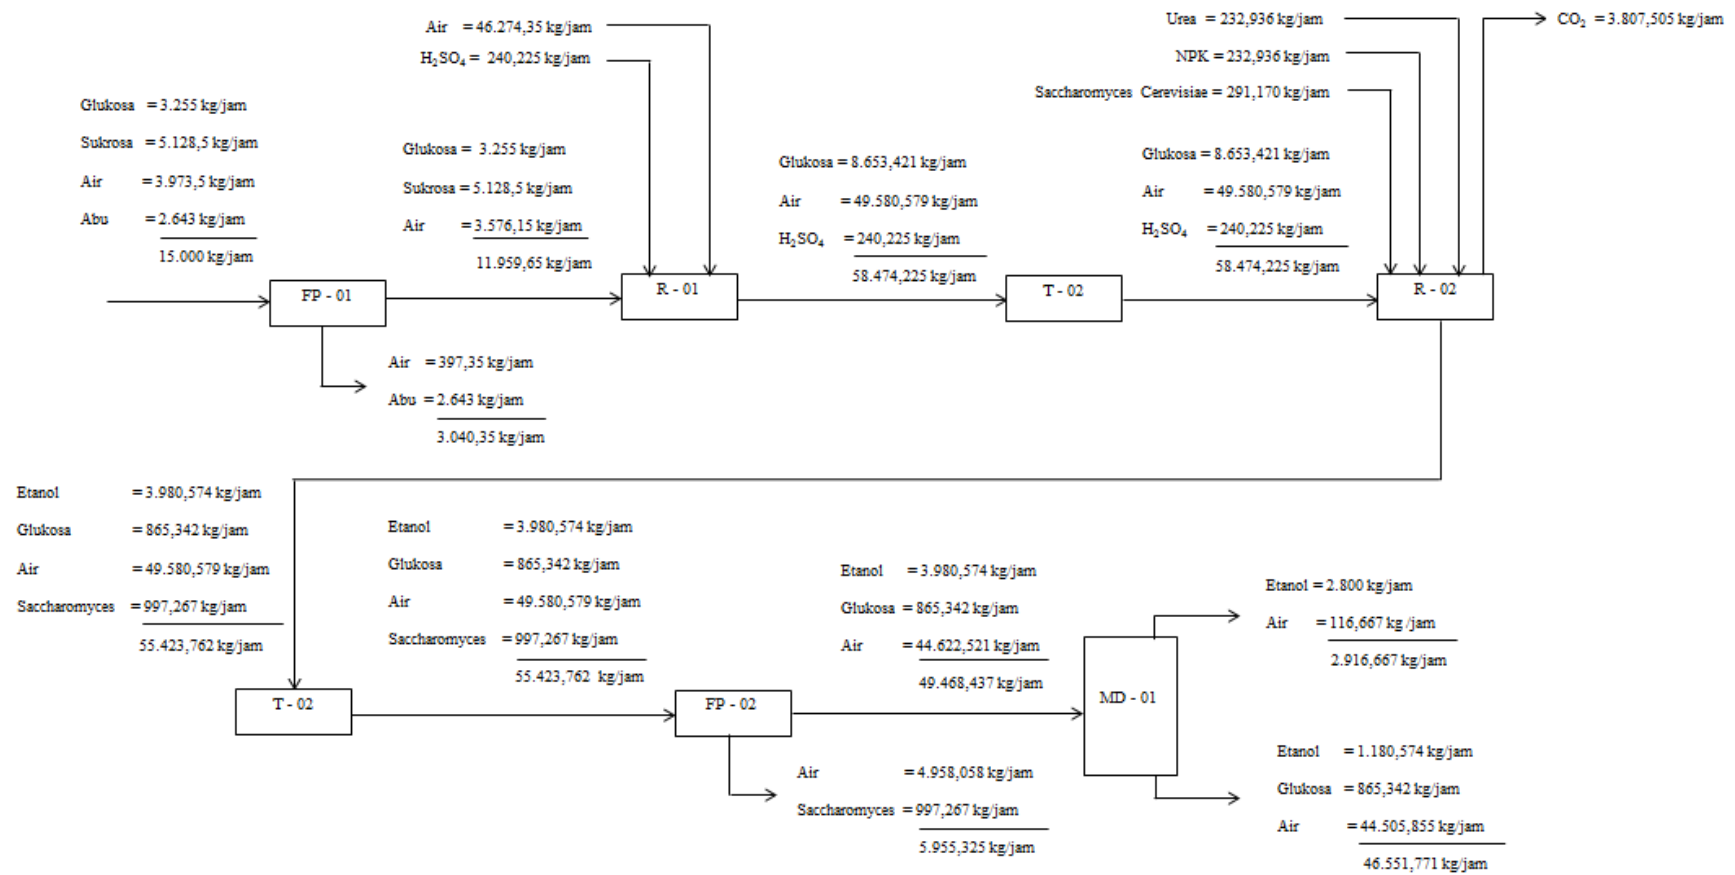 Air = 46.274,35 kg/jam
H₂SO₄ = 240,225 kg/jam
Urea = 232,936 kg/jam
NPK = 232,936 kg/jam
Saccharomyces Cerevisiae = 291,170 kg/jam
CO₂ = 3.807,505 kg/jam
Glukosa = 3.255 kg/jam
Sukrosa = 5.128,5 kg/jam
Air = 3.973,5 kg/jam
Abu = 2.643 kg/jam
15.000 kg/jam
Glukosa = 3.255 kg/jam
Sukrosa = 5.128,5 kg/jam
Air = 3.576,15 kg/jam
11.959,65 kg/jam
Glukosa = 8.653,421 kg/jam
Air = 49.580,579 kg/jam
H₂SO₄ = 240,225 kg/jam
58.474,225 kg/jam
Glukosa = 8.653,421 kg/jam
Air = 49.580,579 kg/jam
H₂SO₄ = 240,225 kg/jam
58.474,225 kg/jam
FP - 01
R - 01
T - 02
R - 02
Air = 397,35 kg/jam
Abu = 2.643 kg/jam
3.040,35 kg/jam
Etanol = 3.980,574 kg/jam
Glukosa = 865,342 kg/jam
Air = 49.580,579 kg/jam
Saccharomyces = 997,267 kg/jam
55.423,762 kg/jam
Etanol = 3.980,574 kg/jam
Glukosa = 865,342 kg/jam
Air = 49.580,579 kg/jam
Saccharomyces = 997,267 kg/jam
55.423,762 kg/jam
Etanol = 3.980,574 kg/jam
Glukosa = 865,342 kg/jam
Air = 44.622,521 kg/jam
49.468,437 kg/jam
Etanol = 2.800 kg/jam
Air = 116,667 kg /jam
2.916,667 kg/jam
T - 02
FP - 02
MD - 01
Air = 4.958,058 kg/jam
Saccharomyces = 997,267 kg/jam
5.955,325 kg/jam
Etanol = 1.180,574 kg/jam
Glukosa = 865,342 kg/jam
Air = 44.505,855 kg/jam
46.551,771 kg/jam